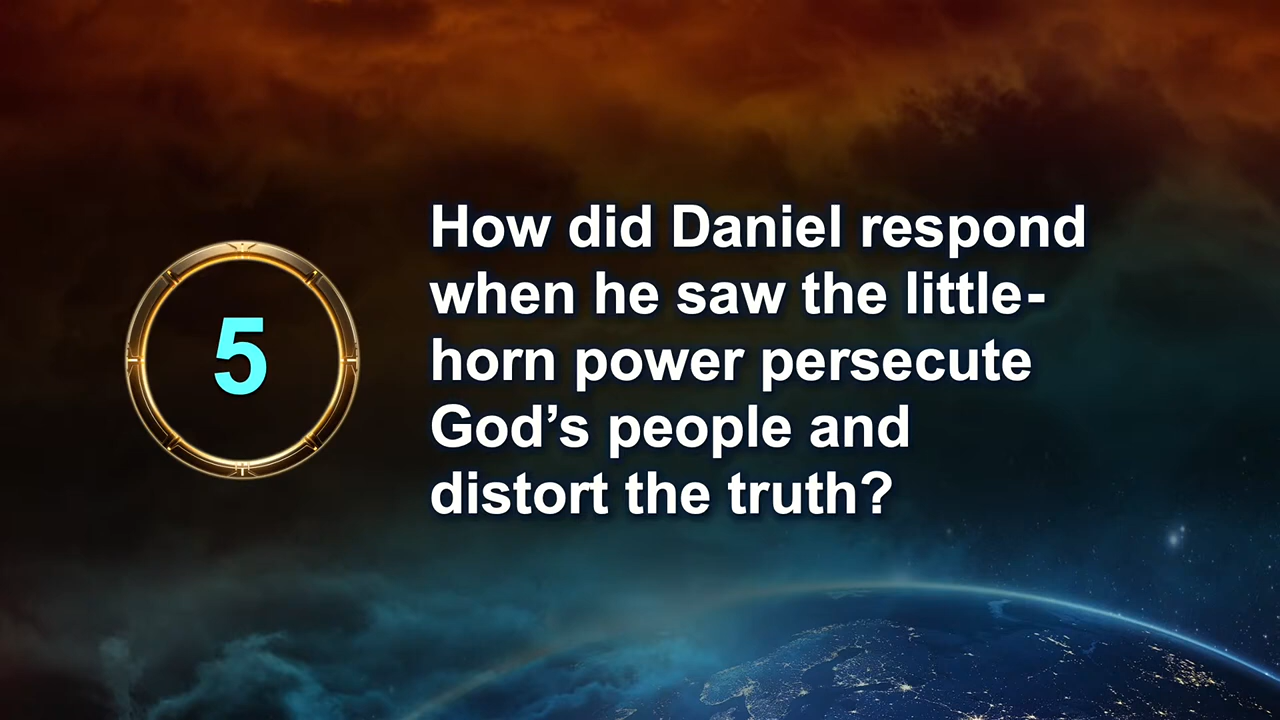 5
How did Daniel respond
when he saw the little-
horn power persecute
God’s people and
distort the truth?